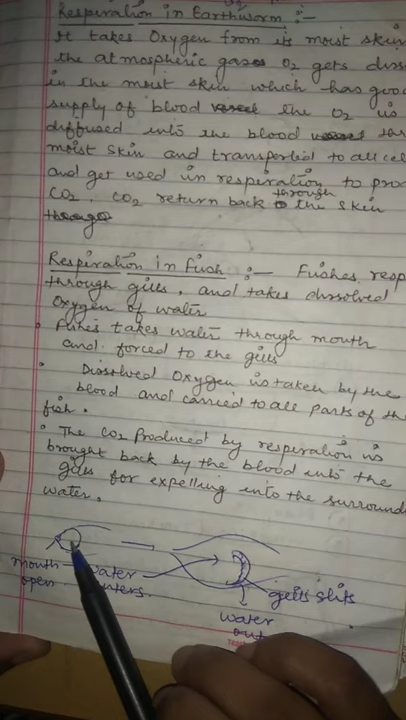 Respiration in Earthworm :-
It takes Oxygen from its moist skin
the atmospheric gases O2 gets
in the moist skin which has good
supply of blood the O2 is
diffused into the blood
moist skin and transported to all
and get used in respiration to
CO2. CO2 return back through the skin
Respiration in fish :- Fishes
through gills, and takes dissolved
Oxygen of water
• Fishes takes water through mouth
and forced to the gills
• Dissolved Oxygen is taken by the
blood and carried to all parts of the
fish.
• The CO2 Produced by respiration is
brought back by the blood into the
gills for expelling into the
water.
mouth
open
water
enters.
gills slits
water
out